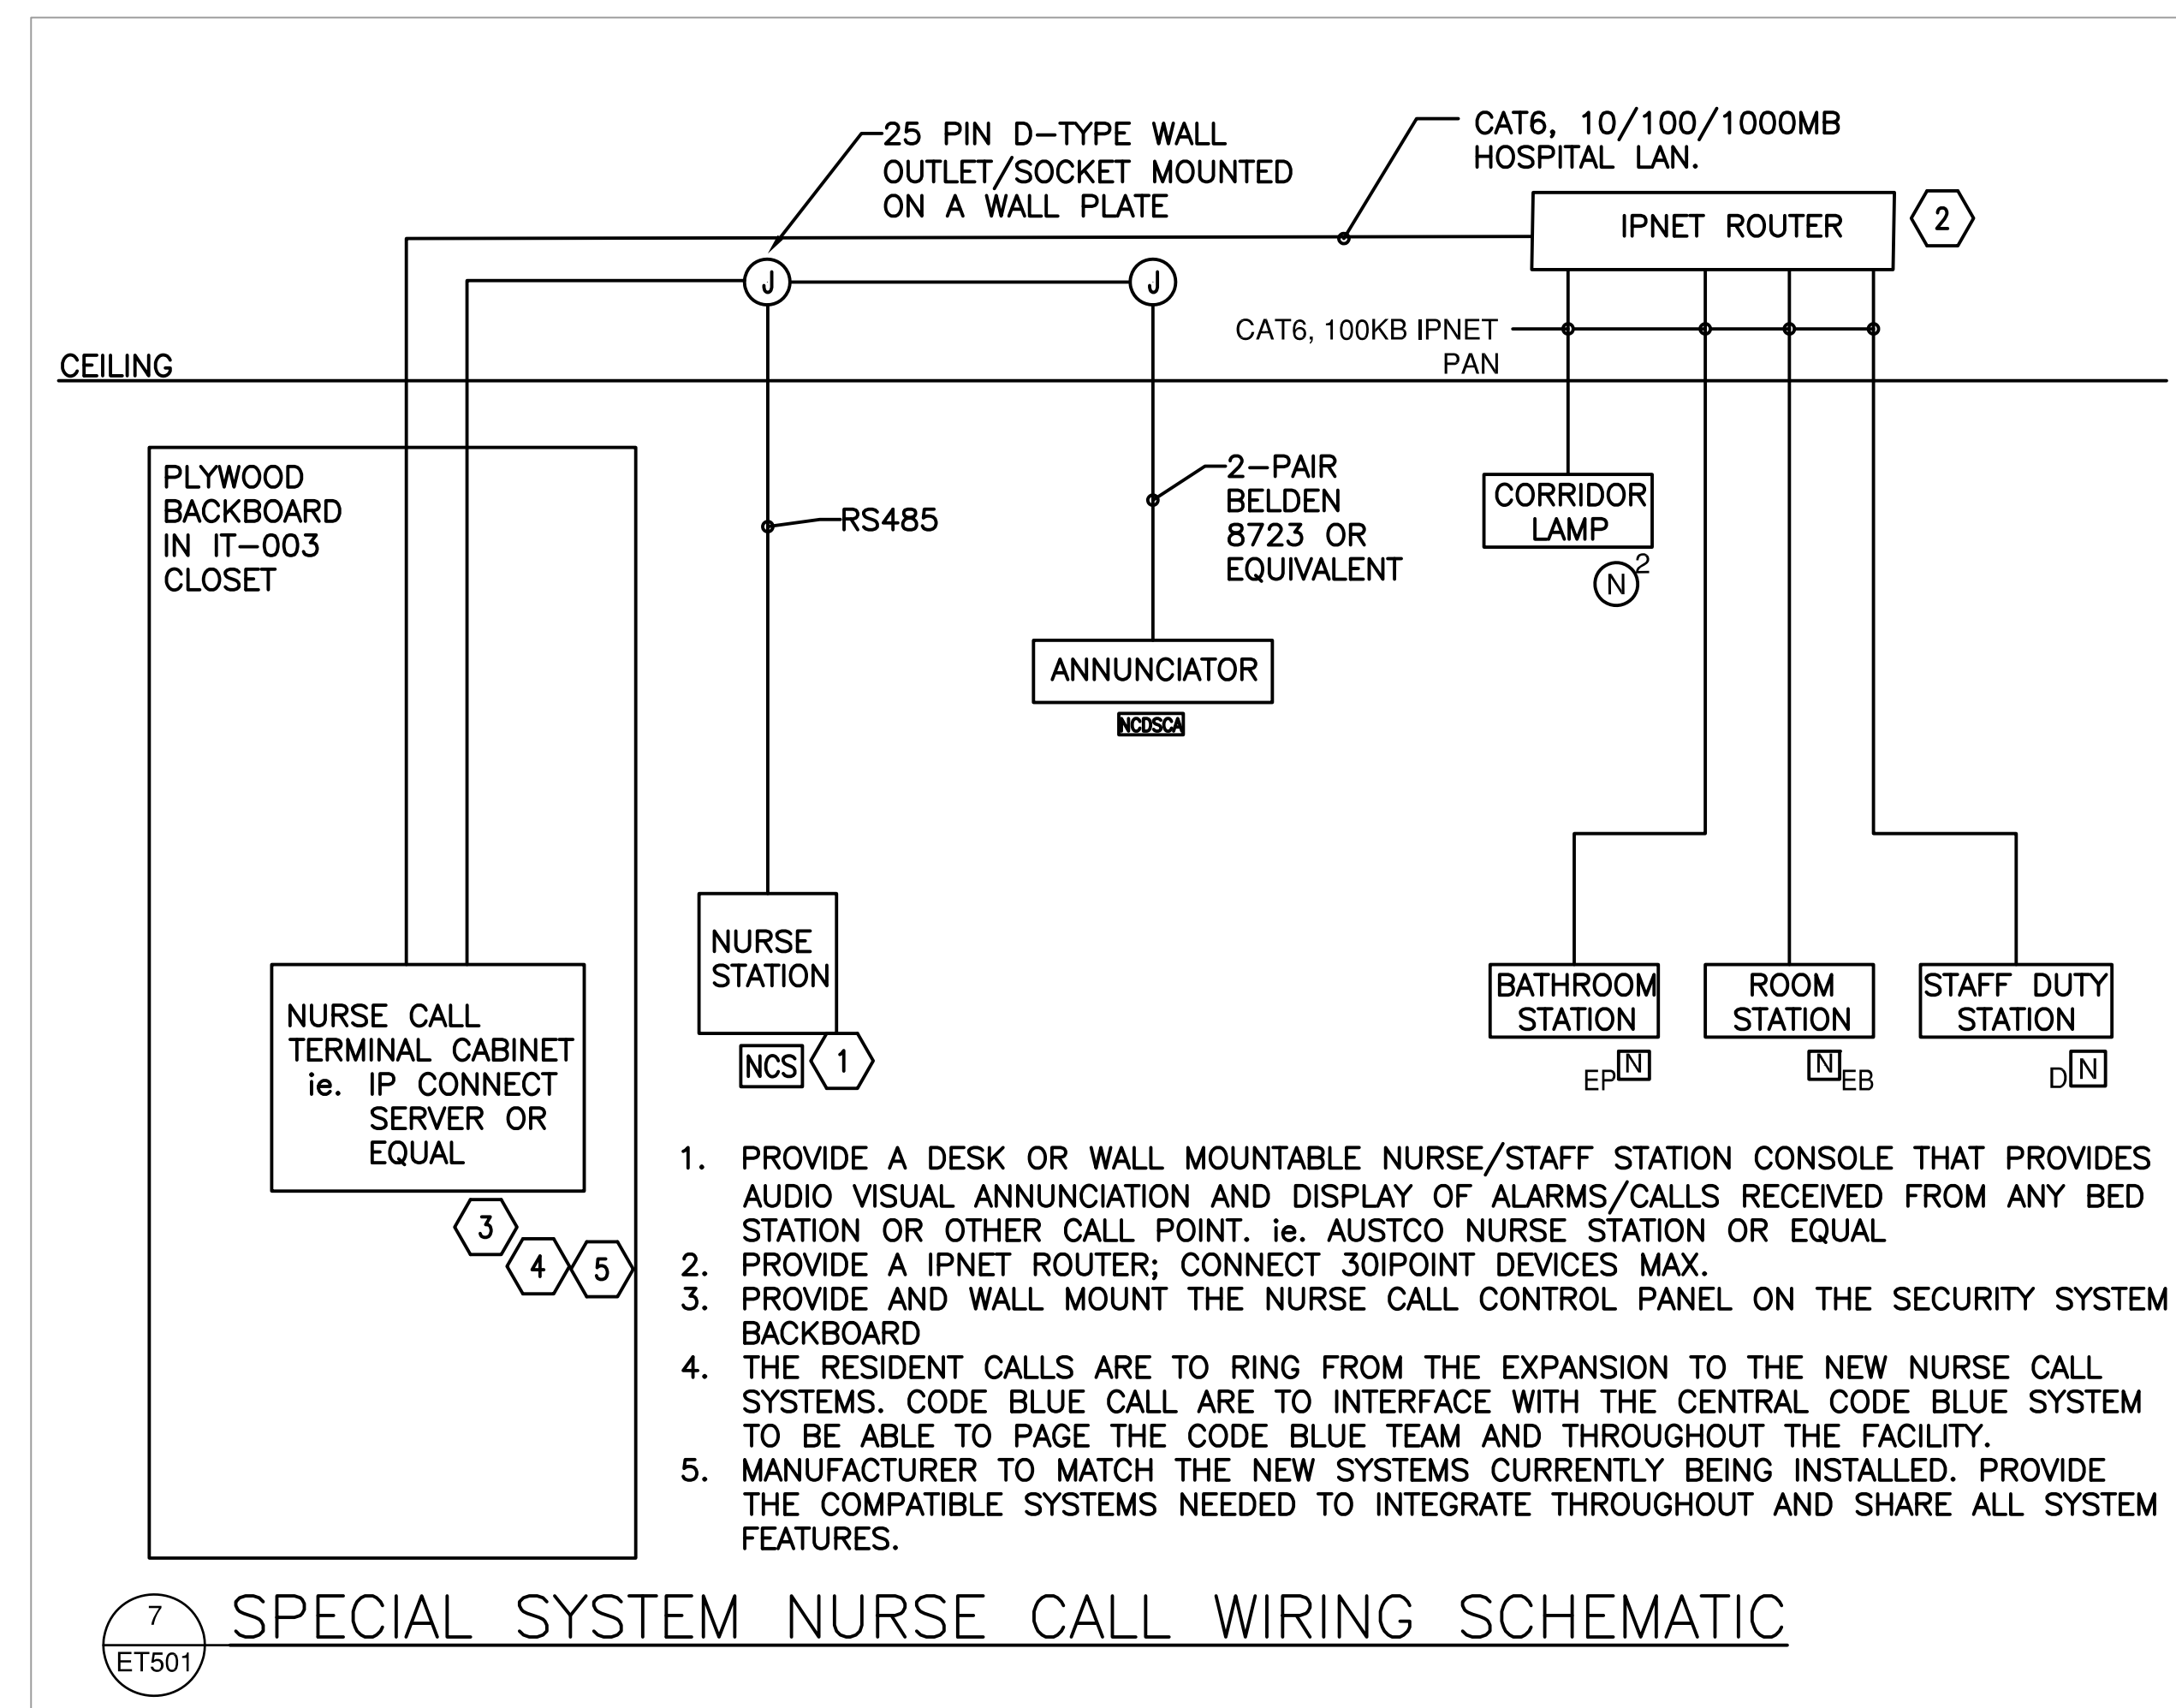 25 PIN D-TYPE WALL
OUTLET/SOCKET MOUNTED
ON A WALL PLATE
CAT6, 10/100/1000MB
HOSPITAL LAN.
IPNET ROUTER
2
J
J
CAT6, 100KB IPNET
PAN
CEILING
PLYWOOD
BACKBOARD
IN IT-003
CLOSET
RS485
2-PAIR
BELDEN
8723 OR
EQUIVALENT
CORRIDOR
LAMP
N
2
ANNUNCIATOR
NCDSCA
NURSE
STATION
NCS
1
NURSE CALL
TERMINAL CABINET
ie. IP CONNECT
SERVER OR
EQUAL
3
4
5
BATHROOM
STATION
EP N
ROOM
STATION
N EB
STAFF DUTY
STATION
D N
1. PROVIDE A DESK OR WALL MOUNTABLE NURSE/STAFF STATION CONSOLE THAT PROVIDES
AUDIO VISUAL ANNUNCIATION AND DISPLAY OF ALARMS/CALLS RECEIVED FROM ANY BED
STATION OR OTHER CALL POINT. ie. AUSTCO NURSE STATION OR EQUAL
2. PROVIDE A IPNET ROUTER; CONNECT 30IPOINT DEVICES MAX.
3. PROVIDE AND WALL MOUNT THE NURSE CALL CONTROL PANEL ON THE SECURITY SYSTEM
BACKBOARD
4. THE RESIDENT CALLS ARE TO RING FROM THE EXPANSION TO THE NEW NURSE CALL
SYSTEMS. CODE BLUE CALL ARE TO INTERFACE WITH THE CENTRAL CODE BLUE SYSTEM
TO BE ABLE TO PAGE THE CODE BLUE TEAM AND THROUGHOUT THE FACILITY.
5. MANUFACTURER TO MATCH THE NEW SYSTEMS CURRENTLY BEING INSTALLED. PROVIDE
THE COMPATIBLE SYSTEMS NEEDED TO INTEGRATE THROUGHOUT AND SHARE ALL SYSTEM
FEATURES.
7
ET501
SPECIAL SYSTEM NURSE CALL WIRING SCHEMATIC